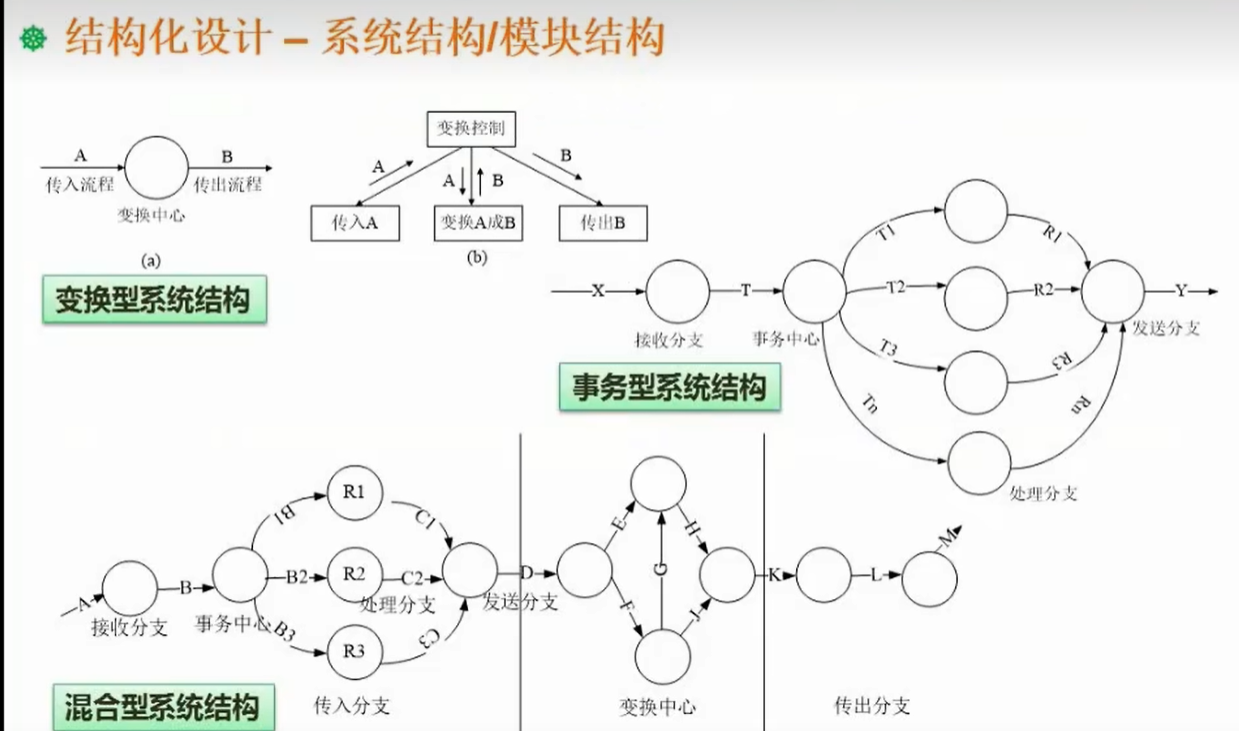 结构化设计 – 系统结构/模块结构
A
传入流程
B
传出流程
变换中心
(a)
变换型系统结构
变换控制
A
A
B
B
传入A
变换A成B
传出B
(b)
X
T
T1
R1
T2
R2
T3
R3
Tn
Rn
Y
接收分支
事务中心
发送分支
处理分支
事务型系统结构
A
B
B1
R1
C1
B2
R2
C2
B3
R3
C3
接收分支
事务中心
处理分支
发送分支
D
E
F
G
H
J
K
L
M
混合型系统结构
传入分支
变换中心
传出分支